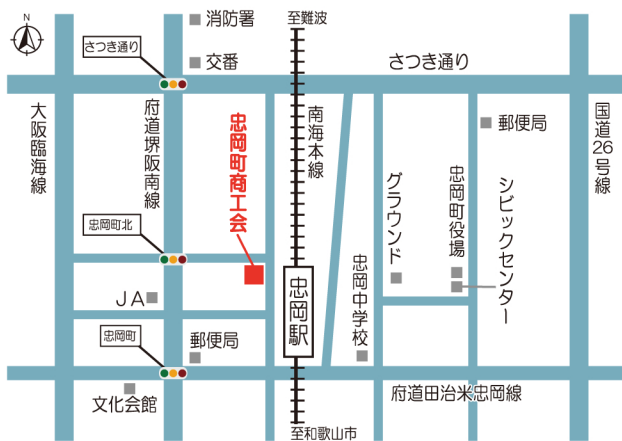 N
消防署
至難波
さつき通り
交番
さつき通り
大阪臨海線
府道堺阪南線
忠岡町商工会
南海本線
郵便局
国道26号線
グラウンド
忠岡町役場
シビックセンター
忠岡町北
忠岡中学校
忠岡駅
JA
忠岡町
郵便局
文化会館
府道田治米忠岡線
至和歌山市